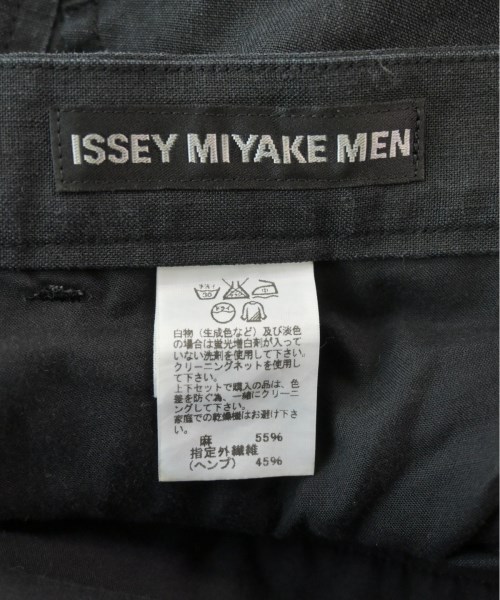 ISSEY MIYAKE MEN
30
ドライ
白物（生成色など）及び淡色
の場合は蛍光増白剤が入って
いない洗剤を使用して下さい。
クリーニングネットを使用し
て下さい。
上下セットで購入の品は、色
差を防ぐ為、一緒にクリーニ
ングして下さい。
家庭での乾燥機はお避け下さ
い。
麻 55%
指定外繊維
（ヘンプ） 45%